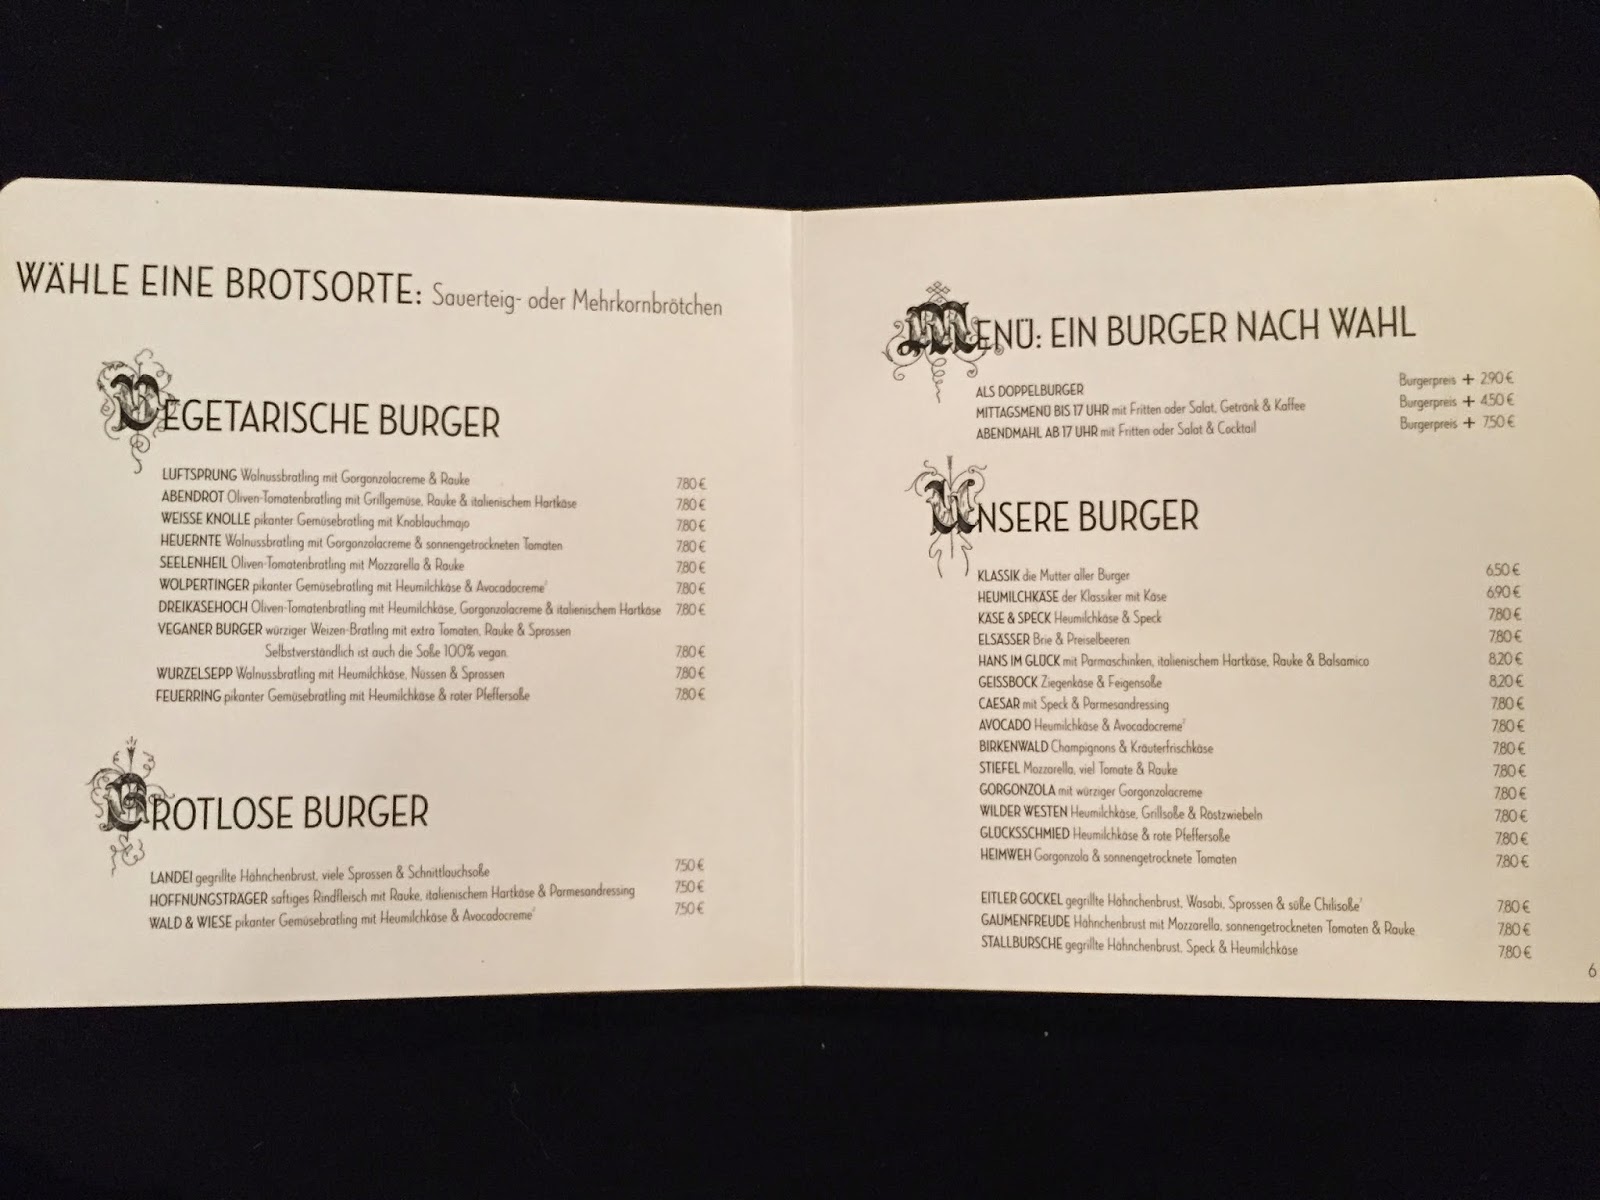 WÄHLE EINE BROTSORTE: Sauerteig- oder Mehrkornbrötchen
VEGETARISCHE BURGER
LUFTSPRUNG Walnussbratling mit Gorgonzolacreme & Rauke 7,80 €
ABENDROT Oliven-Tomatenbratling mit Grillgemüse, Rauke & italienischem Hartkäse 7,80 €
WEISSE KNOLLE pikanter Gemüsebratling mit Knoblauchmajo 7,80 €
HEUERNTE Walnussbratling mit Gorgonzolacreme & sonnengetrockneten Tomaten 7,80 €
SEELENHEIL Oliven-Tomatenbratling mit Mozzarella & Rauke 7,80 €
WOLPERTINGER pikanter Gemüsebratling mit Heumilchkäse & Avocadocreme² 7,80 €
DREIKÄSEHOCH Oliven-Tomatenbratling mit Heumilchkäse, Gorgonzolacreme & italienischem Hartkäse 7,80 €
VEGANER BURGER würziger Weizen-Bratling mit extra Tomaten, Rauke & Sprossen
Selbstverständlich ist auch die Soße 100% vegan. 7,80 €
WURZELSEPP Walnussbratling mit Heumilchkäse, Nüssen & Sprossen 7,80 €
FEUERRING pikanter Gemüsebratling mit Heumilchkäse & roter Pfeffersoße 7,80 €
BROTLOSE BURGER
LANDEI gegrillte Hähnchenbrust, viele Sprossen & Schnittlauchsoße 7,50 €
HOFFNUNGSTRÄGER saftiges Rindfleisch mit Rauke, italienischem Hartkäse & Parmesandressing 7,50 €
WALD & WIESE pikanter Gemüsebratling mit Heumilchkäse & Avocadocreme² 7,50 €
MENÜ: EIN BURGER NACH WAHL
ALS DOPPELBURGER Burgerpreis + 2,90 €
MITTAGSMENÜ BIS 17 UHR mit Fritten oder Salat, Getränk & Kaffee Burgerpreis + 4,50 €
ABENDMAHL AB 17 UHR mit Fritten oder Salat & Cocktail Burgerpreis + 7,50 €
UNSERE BURGER
KLASSIK die Mutter aller Burger 6,50 €
HEUMILCHKÄSE der Klassiker mit Käse 6,90 €
KÄSE & SPECK Heumilchkäse & Speck 7,80 €
ELSÄSSER Brie & Preiselbeeren 7,80 €
HANS IM GLÜCK mit Parmaschinken, italienischem Hartkäse, Rauke & Balsamico 8,20 €
GEISSBOCK Ziegenkäse & Feigensoße 8,20 €
CAESAR mit Speck & Parmesandressing 7,80 €
AVOCADO Heumilchkäse & Avocadocreme² 7,80 €
BIRKENWALD Champignons & Kräuterfrischkäse 7,80 €
STIEFEL Mozzarella, viel Tomate & Rauke 7,80 €
GORGONZOLA mit würziger Gorgonzolacreme 7,80 €
WILDER WESTEN Heumilchkäse, Grillsoße & Röstzwiebeln 7,80 €
GLÜCKSSCHMIED Heumilchkäse & rote Pfeffersoße 7,80 €
HEIMWEH Gorgonzola & sonnengetrocknete Tomaten 7,80 €
EITLER GOCKEL gegrillte Hähnchenbrust, Wasabi, Sprossen & süße Chilisoße 7,80 €
GAUMENFREUDE Hähnchenbrust mit Mozzarella, sonnengetrockneten Tomaten & Rauke 7,80 €
STALLBURSCHE gegrillte Hähnchenbrust, Speck & Heumilchkäse 7,80 €
6